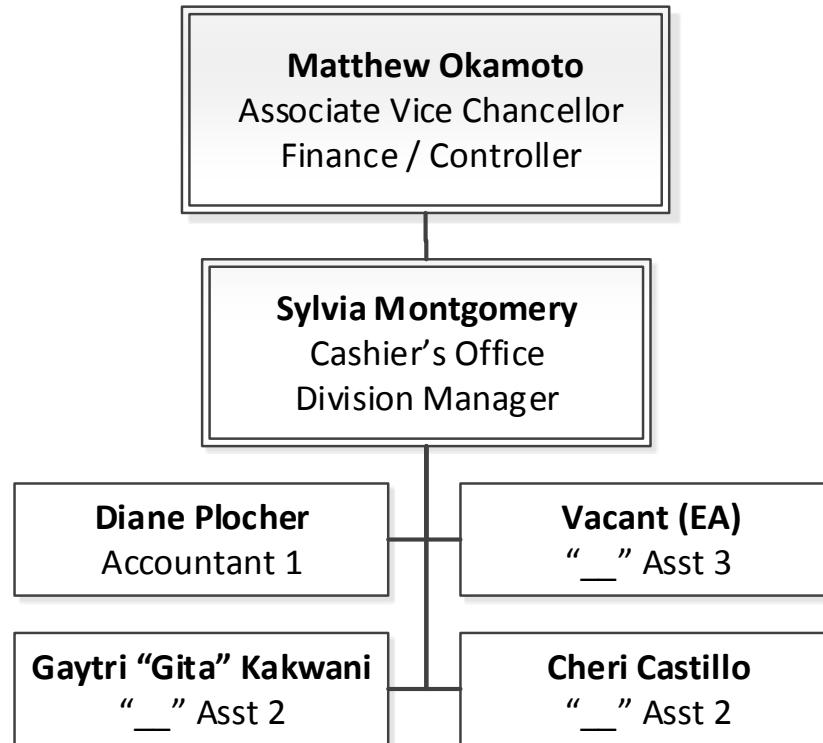 Matthew Okamoto
Associate Vice Chancellor
Finance / Controller
Sylvia Montgomery
Cashier’s Office
Division Manager
Diane Plocher
Accountant 1
Vacant (EA)
“__” Asst 3
Gaytri “Gita” Kakwani
“__” Asst 2
Cheri Castillo
“__” Asst 2